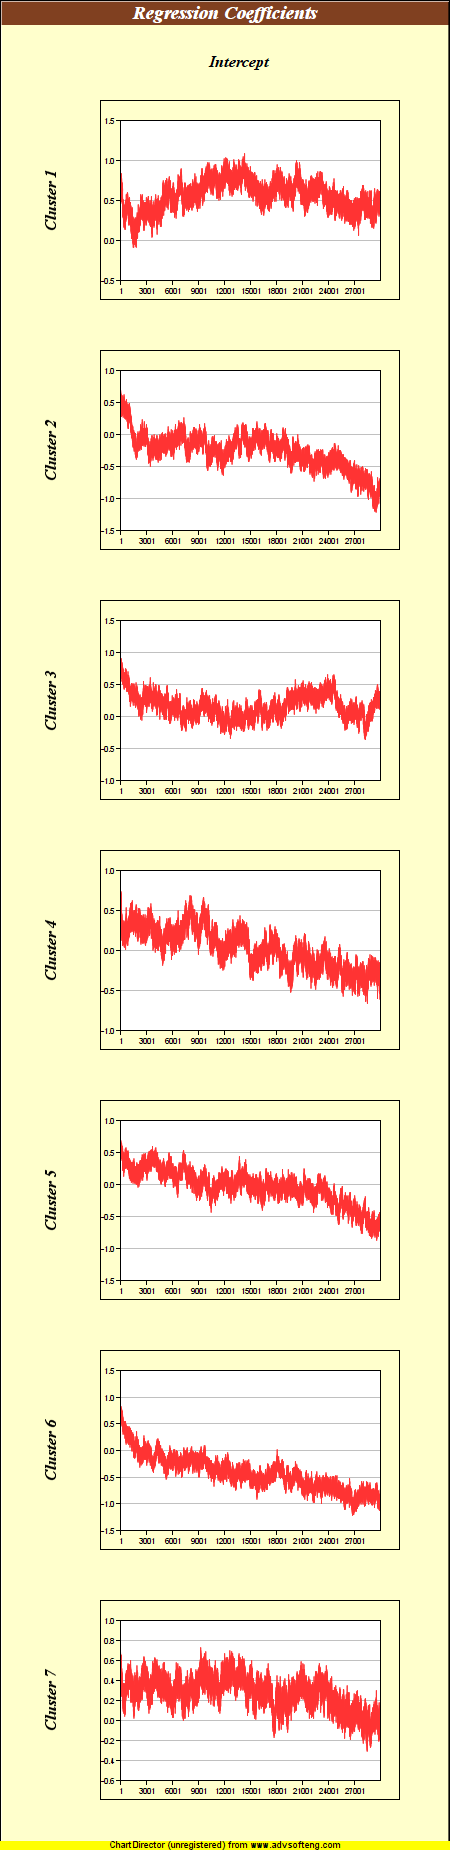 Regression Coefficients
Intercept
Cluster 1
1.5
1.0
0.5
0.0
-0.5
1 3001 6001 9001 12001 15001 18001 21001 24001 27001
Cluster 2
1.0
0.5
0.0
-0.5
-1.0
-1.5
1 3001 6001 9001 12001 15001 18001 21001 24001 27001
Cluster 3
1.5
1.0
0.5
0.0
-0.5
-1.0
1 3001 6001 9001 12001 15001 18001 21001 24001 27001
Cluster 4
1.0
0.5
0.0
-0.5
-1.0
1 3001 6001 9001 12001 15001 18001 21001 24001 27001
Cluster 5
1.0
0.5
0.0
-0.5
-1.0
-1.5
1 3001 6001 9001 12001 15001 18001 21001 24001 27001
Cluster 6
1.5
1.0
0.5
0.0
-0.5
-1.0
-1.5
1 3001 6001 9001 12001 15001 18001 21001 24001 27001
Cluster 7
1.0
0.8
0.6
0.4
0.2
0.0
-0.2
-0.4
-0.6
1 3001 6001 9001 12001 15001 18001 21001 24001 27001
ChartDirector (unregistered) from www.advsofteng.com